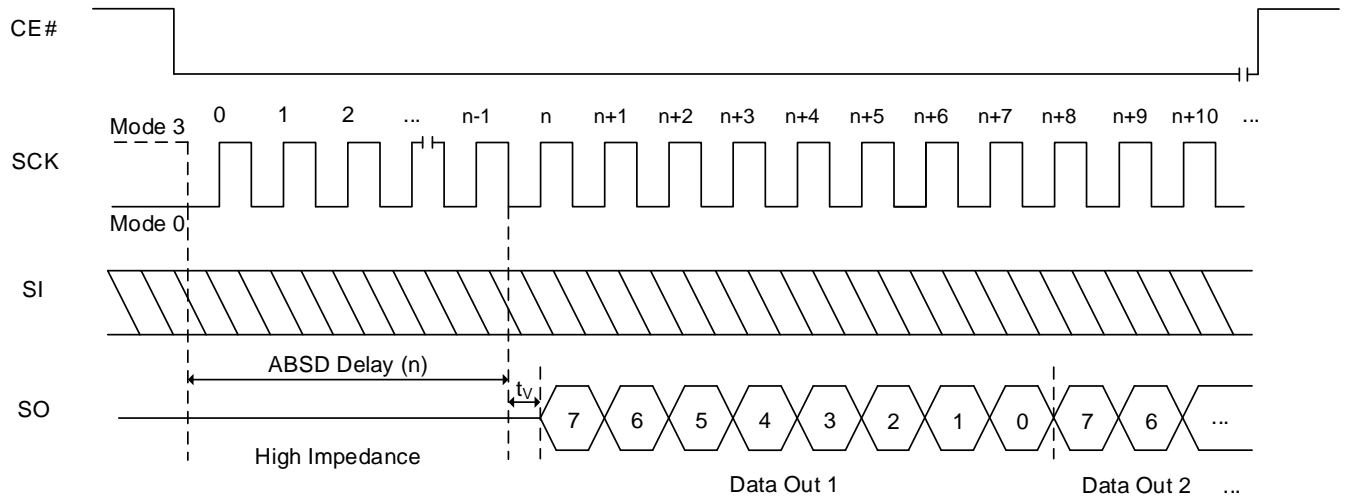 CE#
0 1 2 ... n-1 n n+1 n+2 n+3 n+4 n+5 n+6 n+7 n+8 n+9 n+10 ...
Mode 3
SCK
Mode 0
SI
ABSD Delay (n)
tV
SO
7 6 5 4 3 2 1 0 7 6 ...
High Impedance
Data Out 1 Data Out 2 ...